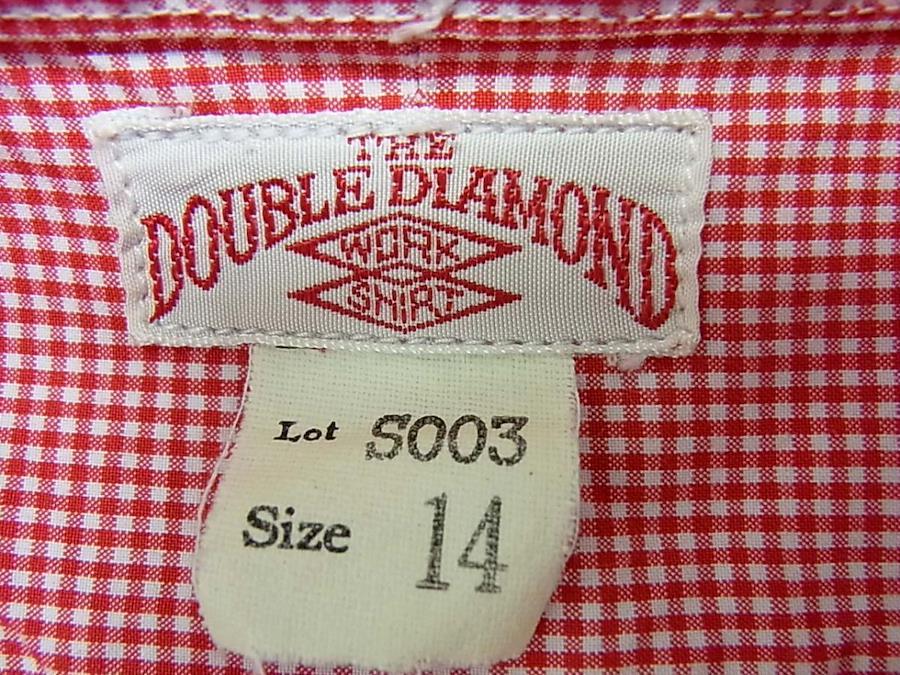 THE
DOUBLE DIAMOND
WORK
SHIRT
Lot S003
Size 14